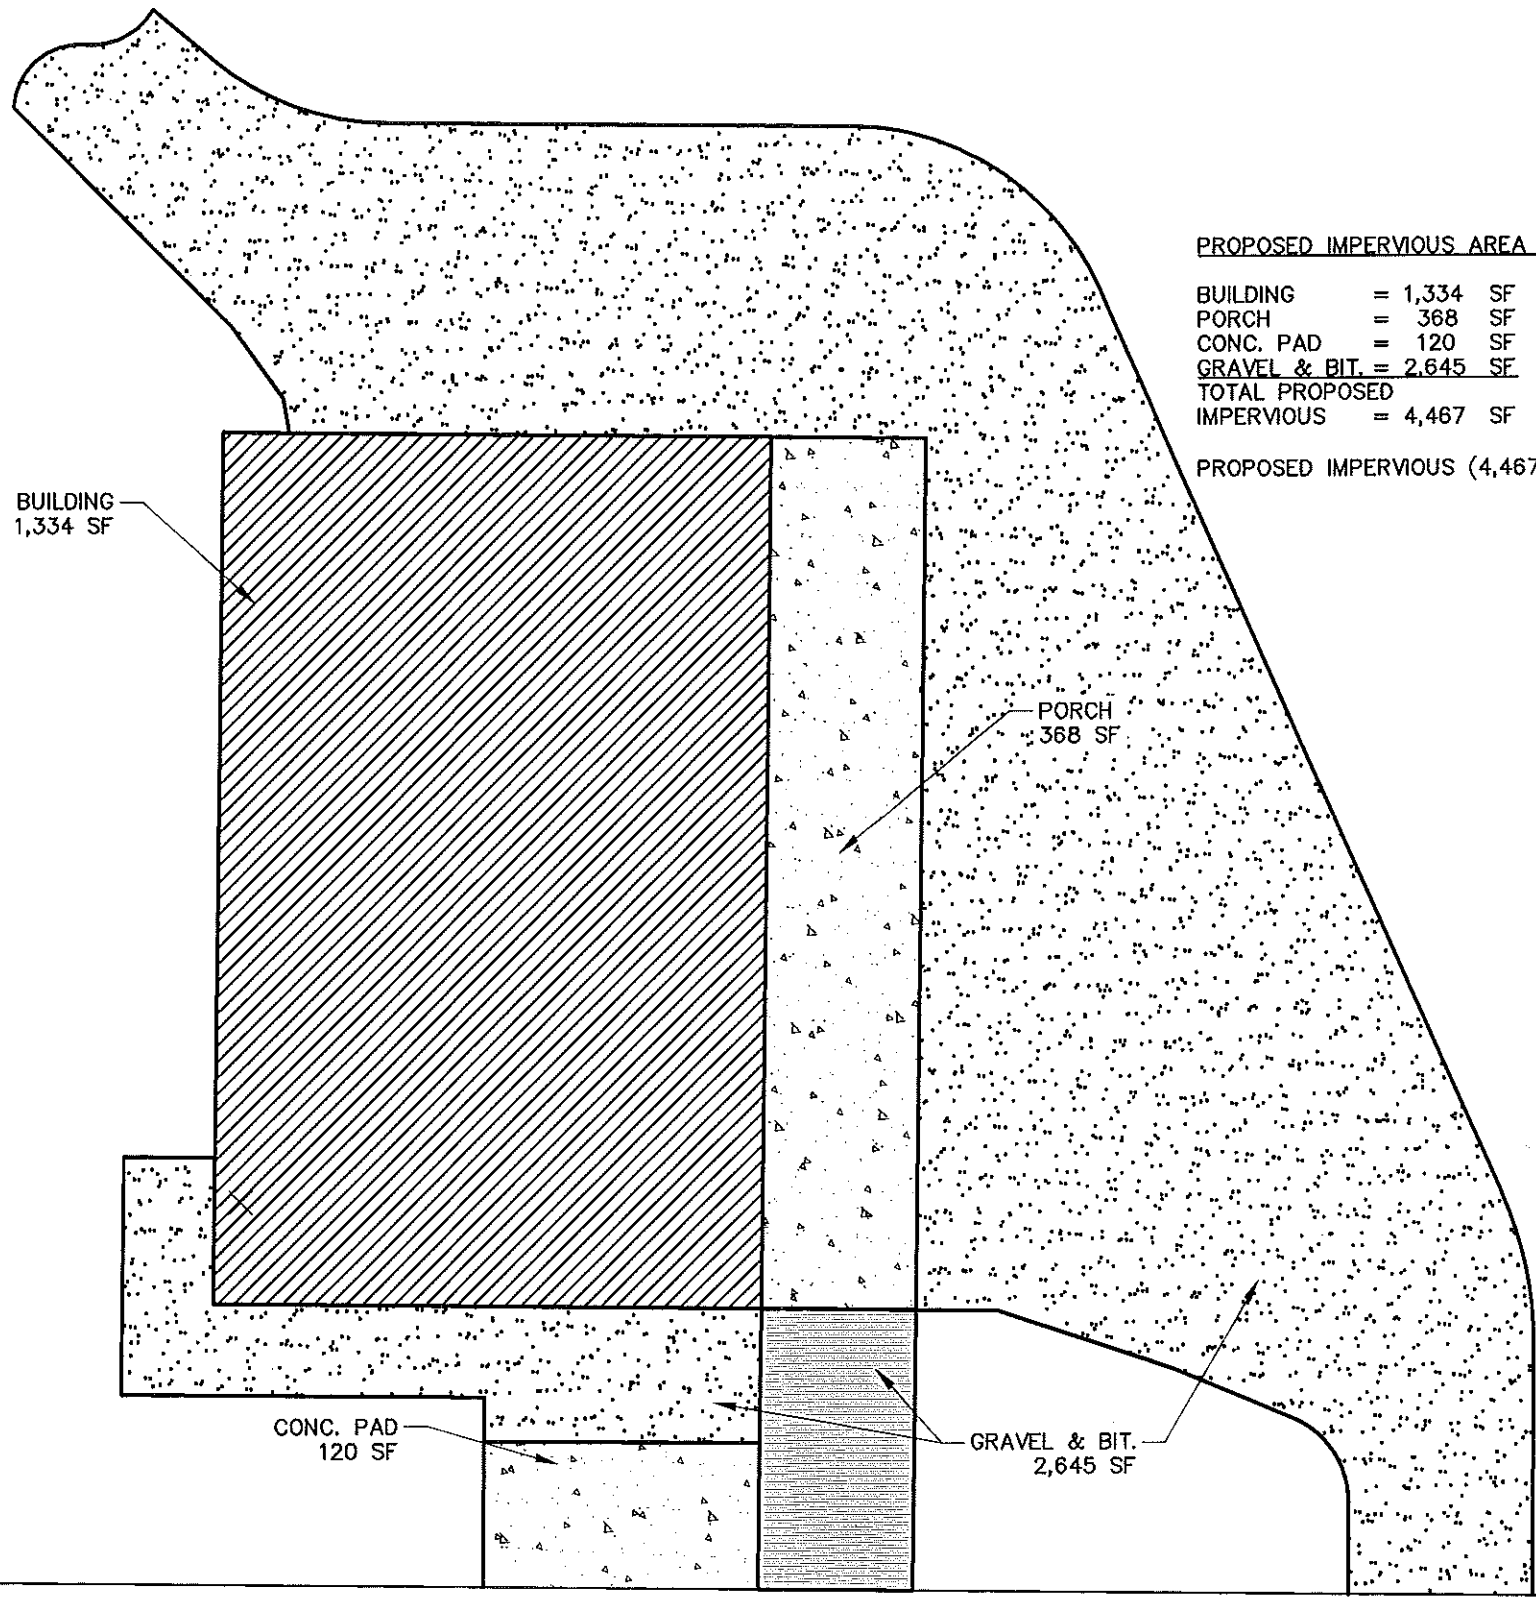 PROPOSED IMPERVIOUS AREA
BUILDING = 1,334 SF
PORCH = 368 SF
CONC. PAD = 120 SF
GRAVEL & BIT. = 2,645 SF
TOTAL PROPOSED
IMPERVIOUS = 4,467 SF
PROPOSED IMPERVIOUS (4,467
BUILDING
1,334 SF
PORCH
368 SF
CONC. PAD
120 SF
GRAVEL & BIT.
2,645 SF